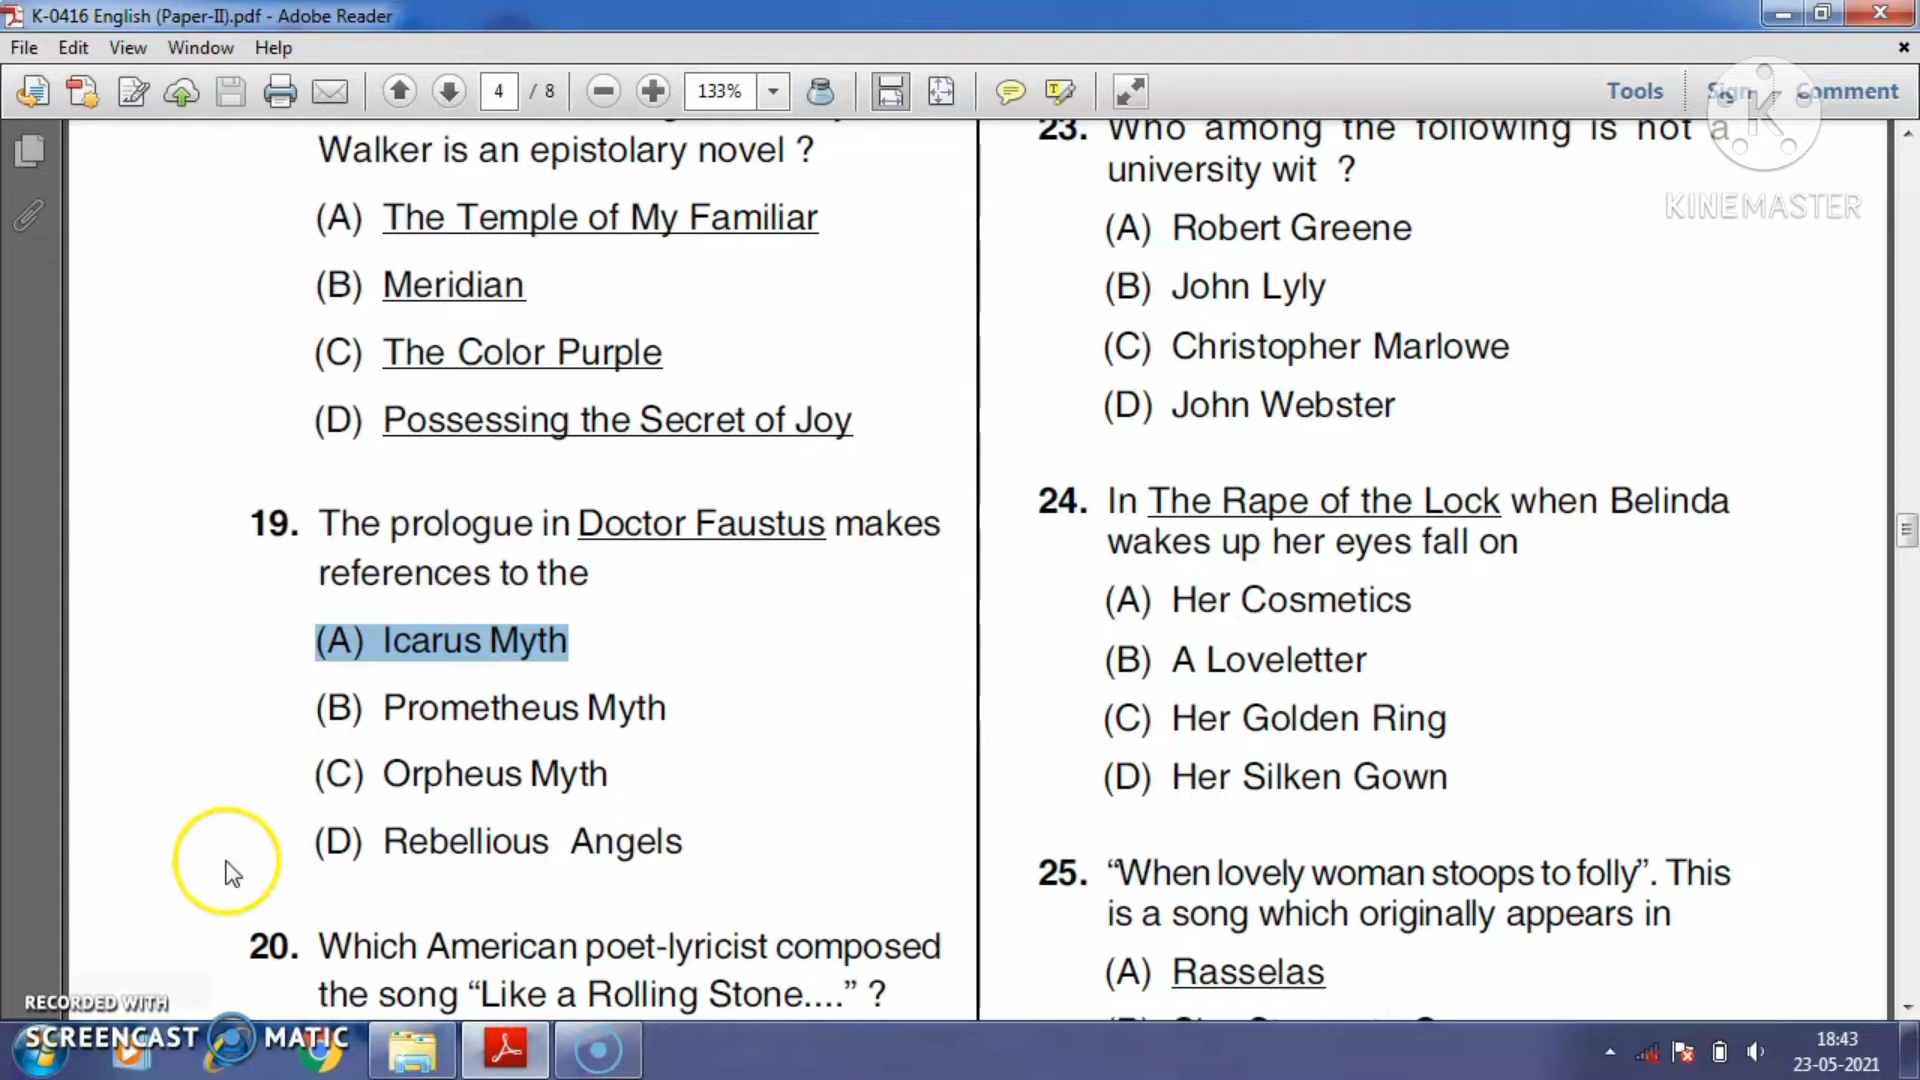 K-0416 English (Paper-II).pdf - Adobe Reader
File Edit View Window Help
4 / 8 133% Tools Sign Comment
KINEMASTER
Walker is an epistolary novel ?
(A) The Temple of My Familiar
(B) Meridian
(C) The Color Purple
(D) Possessing the Secret of Joy
19. The prologue in Doctor Faustus makes
references to the
(A) Icarus Myth
(B) Prometheus Myth
(C) Orpheus Myth
(D) Rebellious Angels
20. Which American poet-lyricist composed
the song “Like a Rolling Stone....” ?
23. Who among the following is not a
university wit ?
(A) Robert Greene
(B) John Lyly
(C) Christopher Marlowe
(D) John Webster
24. In The Rape of the Lock when Belinda
wakes up her eyes fall on
(A) Her Cosmetics
(B) A Loveletter
(C) Her Golden Ring
(D) Her Silken Gown
25. “When lovely woman stoops to folly”. This
is a song which originally appears in
(A) Rasselas
RECORDED WITH
SCREENCAST MATIC
18:43
23-05-2021